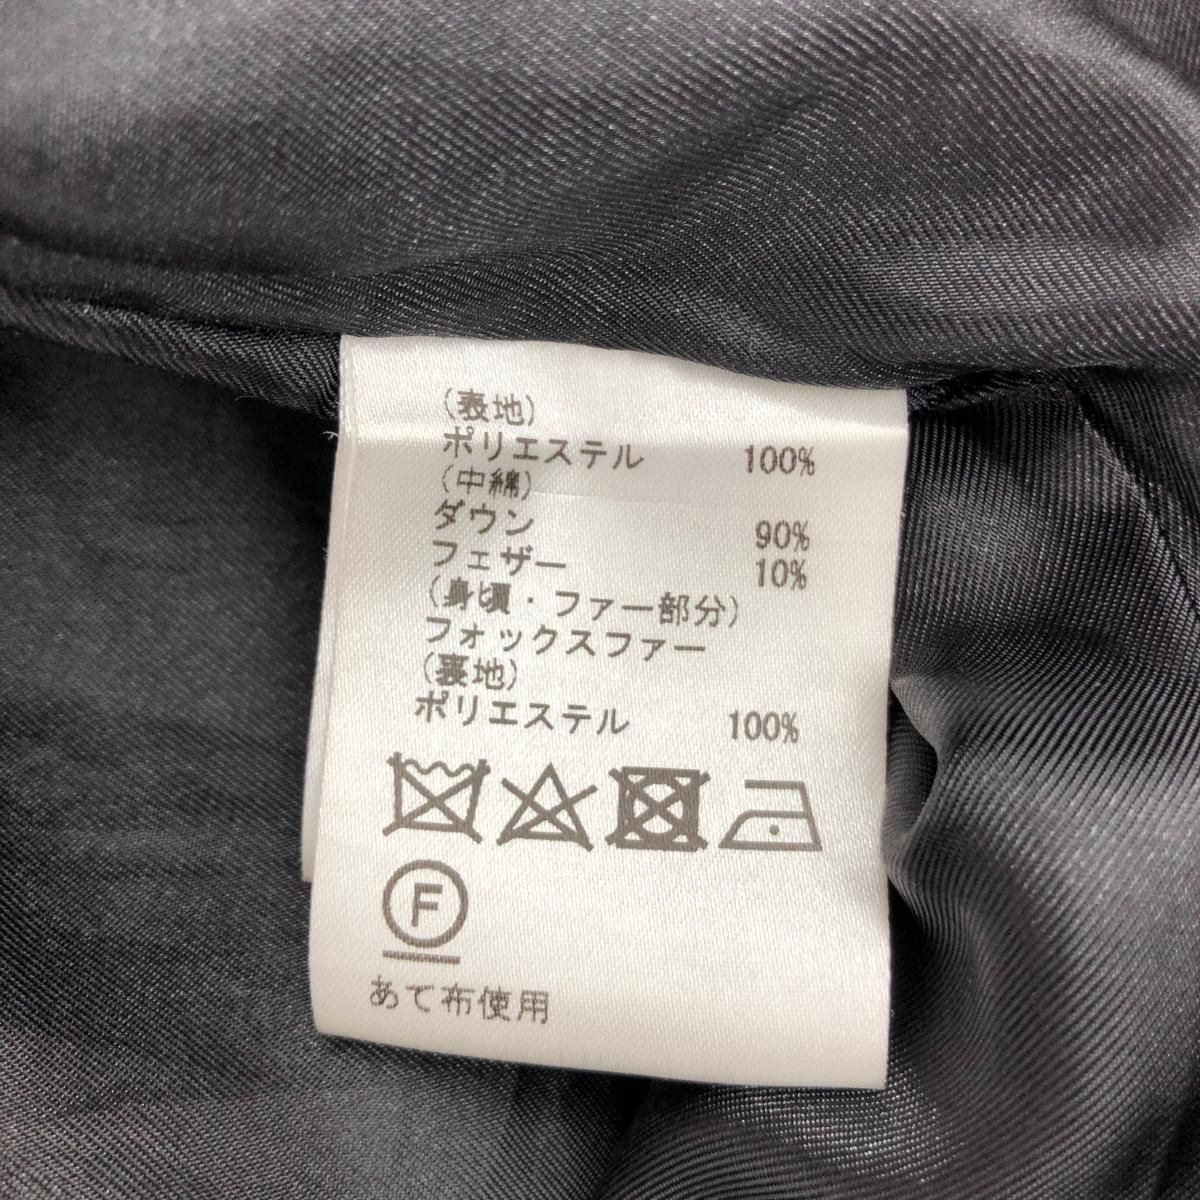 (表地)
ポリエステル 100%
(中綿)
ダウン 90%
フェザー 10%
(身頃・ファー部分)
フォックスファー
(裏地)
ポリエステル 100%
F
あて布使用